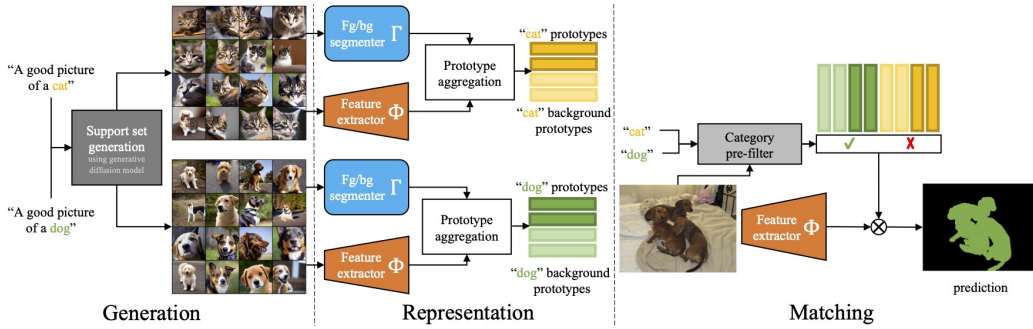 “A good picture
of a cat”
Support set
generation
using generative
diffusion model
“A good picture
of a dog”
Generation
Fg/bg
segmenter Γ
Feature
extractor Φ
Prototype
aggregation
“cat” prototypes
“cat” background
prototypes
Fg/bg
segmenter Γ
Feature
extractor Φ
Prototype
aggregation
“dog” prototypes
“dog” background
prototypes
Representation
“cat”
“dog”
Category
pre-filter
✓ ✗
Feature
extractor Φ
⊗
prediction
Matching